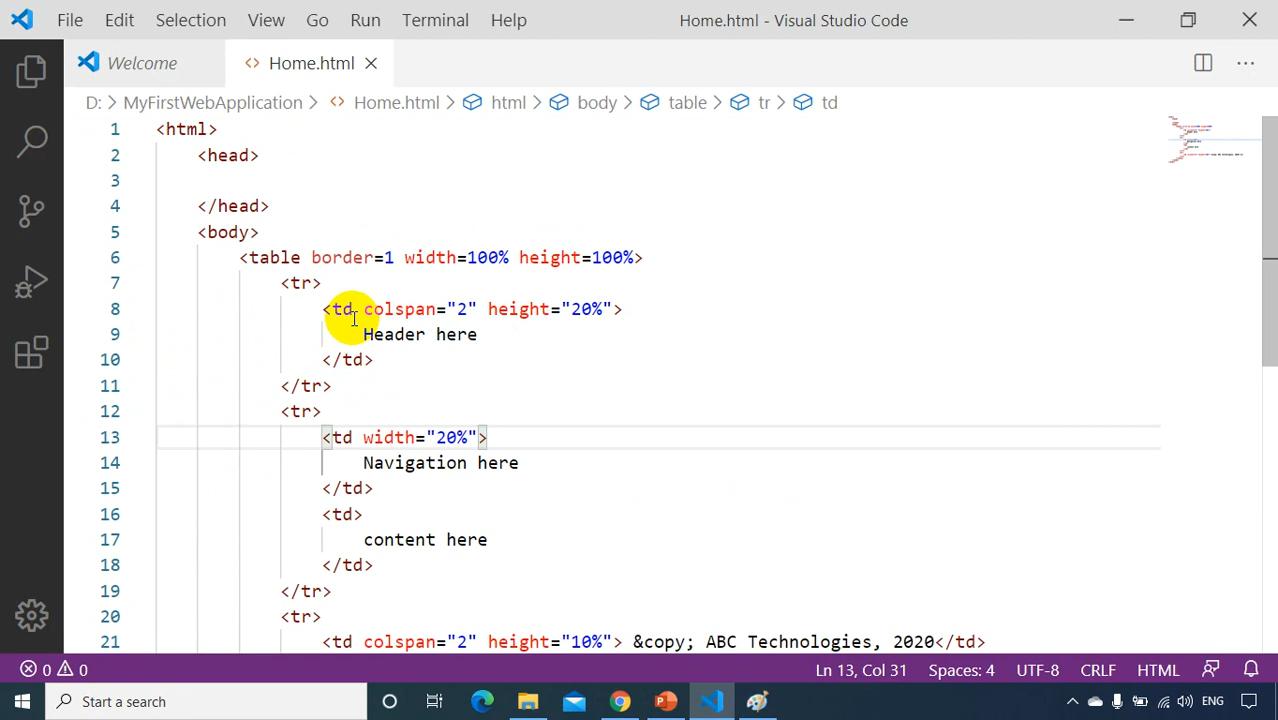 File Edit Selection View Go Run Terminal Help Home.html - Visual Studio Code
Welcome Home.html
D: > MyFirstWebApplication > Home.html > html > body > table > tr > td
1 <html>
2 <head>
3
4 </head>
5 <body>
6 <table border=1 width=100% height=100%>
7 <tr>
8 <td colspan="2" height="20%">
9 Header here
10 </td>
11 </tr>
12 <tr>
13 <td width="20%">
14 Navigation here
15 </td>
16 <td>
17 content here
18 </td>
19 </tr>
20 <tr>
21 <td colspan="2" height="10%"> &copy; ABC Technologies, 2020</td>
0 0 Ln 13, Col 31 Spaces: 4 UTF-8 CRLF HTML
Start a search ENG